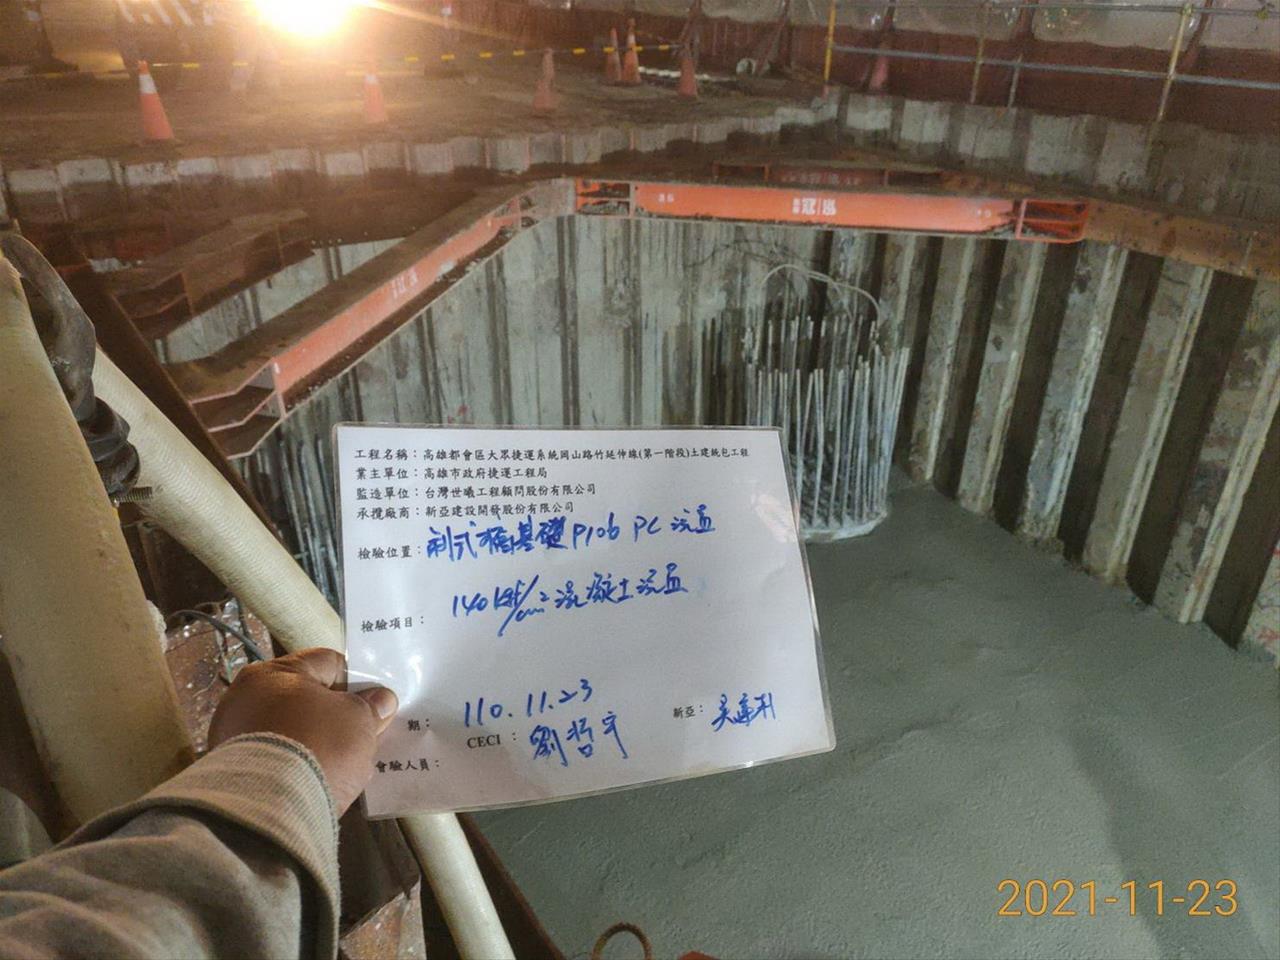 工程名稱：高雄都會區大眾捷運系統岡山路竹延伸線(第一階段)土建統包工程
業主單位：高雄市政府捷運工程局
監造單位：台灣世曦工程顧問股份有限公司
承攬廠商：新亞建設開發股份有限公司
檢驗位置：剎式橋基礎P106 PC澆置
檢驗項目：140kgf/cm²混凝土澆置
期：110.11.23
CECI：劉哲宇
新亞：吳
會驗人員：
2021-11-23